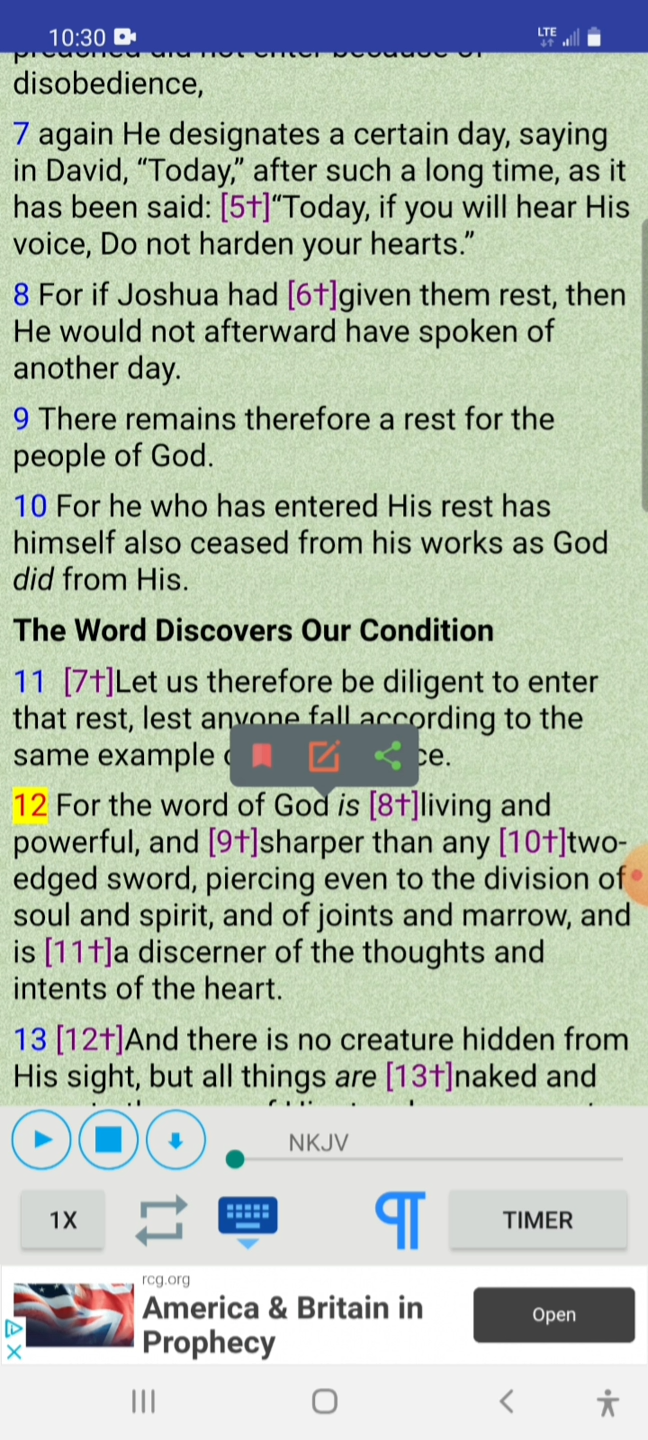 10:30
LTE
disobedience,
7 again He designates a certain day, saying
in David, “Today,” after such a long time, as it
has been said: [5†]“Today, if you will hear His
voice, Do not harden your hearts.”
8 For if Joshua had [6†]given them rest, then
He would not afterward have spoken of
another day.
9 There remains therefore a rest for the
people of God.
10 For he who has entered His rest has
himself also ceased from his works as God
did from His.
The Word Discovers Our Condition
11 [7†]Let us therefore be diligent to enter
that rest, lest anyone fall according to the
same example
12 For the word of God is [8†]living and
powerful, and [9†]sharper than any [10†]two-
edged sword, piercing even to the division of
soul and spirit, and of joints and marrow, and
is [11†]a discerner of the thoughts and
intents of the heart.
13 [12†]And there is no creature hidden from
His sight, but all things are [13†]naked and
NKJV
1X
TIMER
rcg.org
America & Britain in
Prophecy
Open